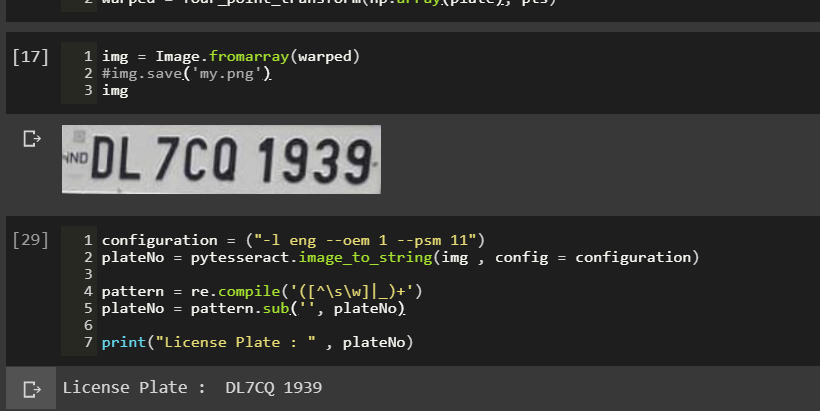 2 warped = four_point_transform(np.array(plate), pts)
[17]
1 img = Image.fromarray(warped)
2 #img.save('my.png')
3 img
IND DL 7CQ 1939
[29]
1 configuration = ("-l eng --oem 1 --psm 11")
2 plateNo = pytesseract.image_to_string(img , config = configuration)
3
4 pattern = re.compile('([^\s\w]|_)+')
5 plateNo = pattern.sub('', plateNo)
6
7 print("License Plate : " , plateNo)
License Plate :  DL7CQ 1939